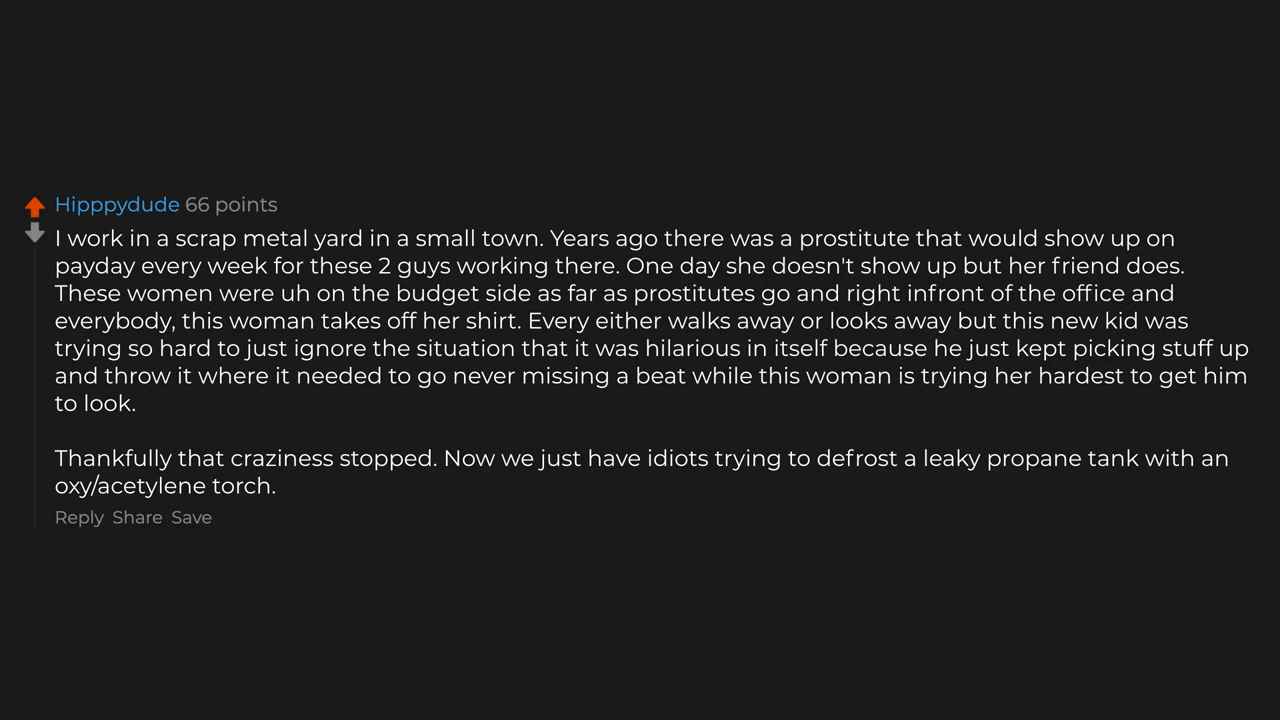 Hipppydude 66 points
I work in a scrap metal yard in a small town. Years ago there was a prostitute that would show up on
payday every week for these 2 guys working there. One day she doesn't show up but her friend does.
These women were uh on the budget side as far as prostitutes go and right infront of the office and
everybody, this woman takes off her shirt. Every either walks away or looks away but this new kid was
trying so hard to just ignore the situation that it was hilarious in itself because he just kept picking stuff up
and throw it where it needed to go never missing a beat while this woman is trying her hardest to get him
to look.
Thankfully that craziness stopped. Now we just have idiots trying to defrost a leaky propane tank with an
oxy/acetylene torch.
Reply Share Save